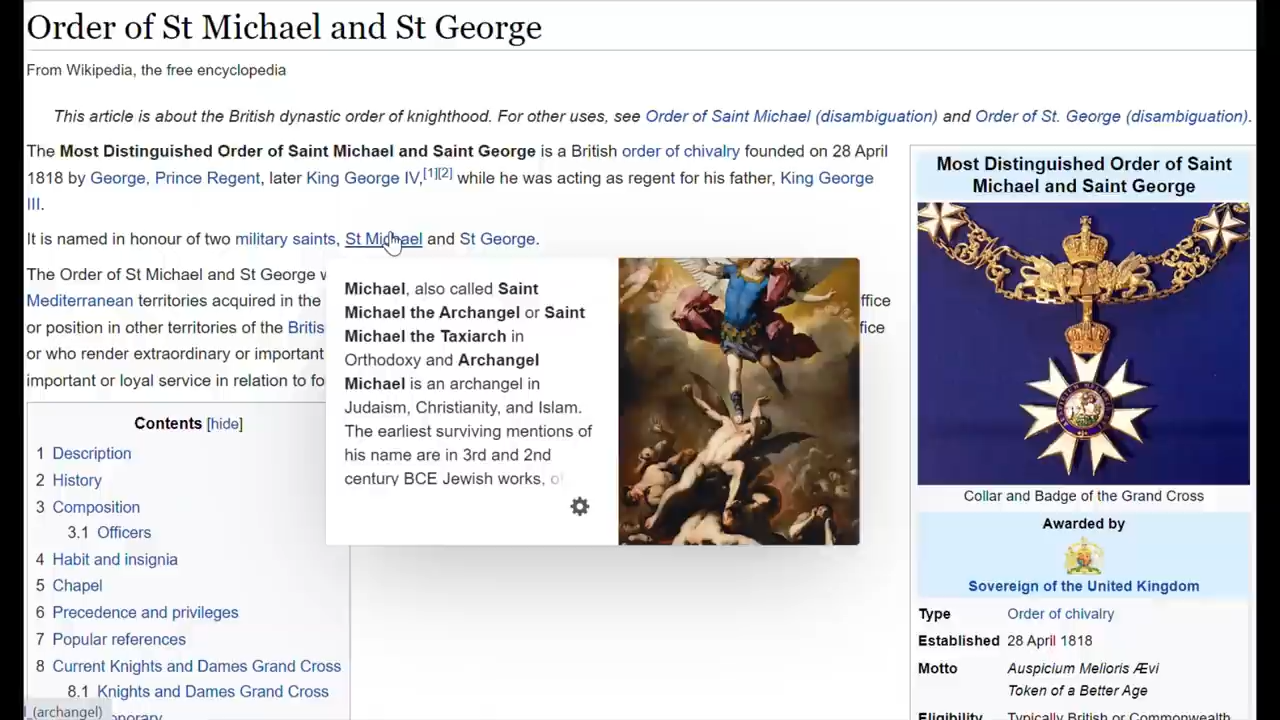 Order of St Michael and St George
From Wikipedia, the free encyclopedia
This article is about the British dynastic order of knighthood. For other uses, see Order of Saint Michael (disambiguation) and Order of St. George (disambiguation).
The Most Distinguished Order of Saint Michael and Saint George is a British order of chivalry founded on 28 April
1818 by George, Prince Regent, later King George IV,[1][2] while he was acting as regent for his father, King George
III.
It is named in honour of two military saints, St Michael and St George.
The Order of St Michael and St George
Mediterranean territories acquired in the
or position in other territories of the
or who render extraordinary or important
important or loyal service in relation to
Michael, also called Saint
Michael the Archangel or Saint
Michael the Taxiarch in
Orthodoxy and Archangel
Michael is an archangel in
Judaism, Christianity, and Islam.
The earliest surviving mentions of
his name are in 3rd and 2nd
century BCE Jewish works,
Contents [hide]
1 Description
2 History
3 Composition
3.1 Officers
4 Habit and insignia
5 Chapel
6 Precedence and privileges
7 Popular references
8 Current Knights and Dames Grand Cross
8.1 Knights and Dames Grand Cross
_(archangel)
Most Distinguished Order of Saint
Michael and Saint George
Collar and Badge of the Grand Cross
Awarded by
Sovereign of the United Kingdom
Type Order of chivalry
Established 28 April 1818
Motto Auspicium Melioris Ævi
Token of a Better Age
Eligibility Typically British or Commonwealth